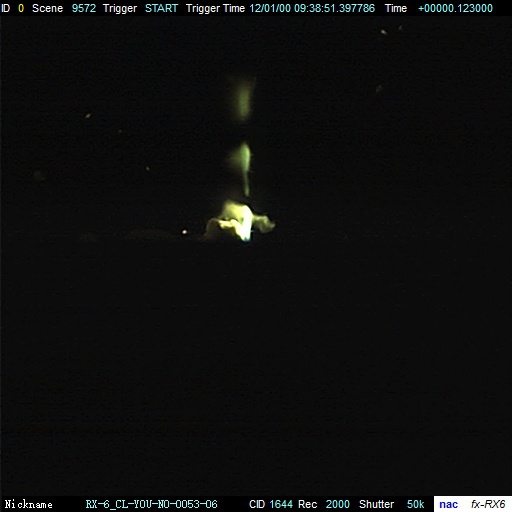 ID 0 Scene 9572 Trigger START Trigger Time 12/01/00 09:38:51.397786 Time +00000.123000
Nickname RX-6_CL-YOU-NO-0053-06 CID 1644 Rec 2000 Shutter 50k nac fx-RX6